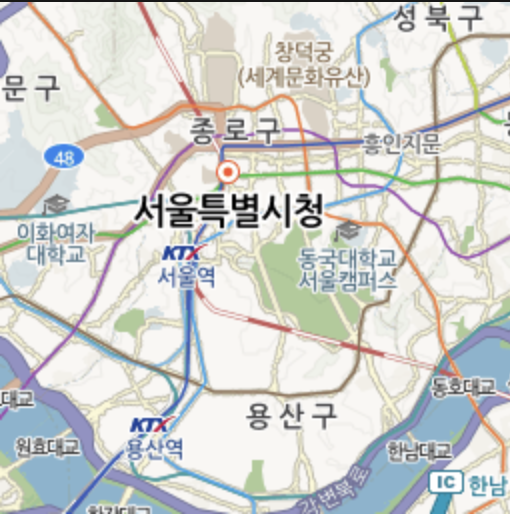 성북구
창덕궁
(세계문화유산)
문구
종로구
흥인지문
48
서울특별시청
이화여자
대학교
KTX
서울역
동국대학교
서울캠퍼스
대교
동호대교
용산구
KTX
용산역
원효대교
한남대교
강변북로
IC 한남